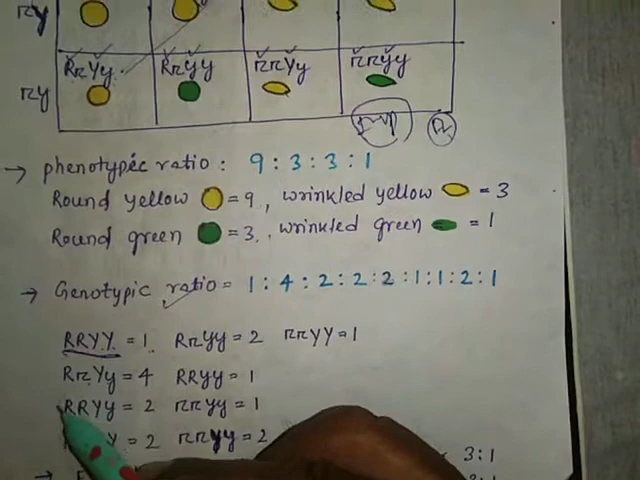 RrYy Rryy rrYy rryy
ry
→ phenotypic ratio : 9 : 3 : 3 : 1
Round yellow = 9, wrinkled yellow = 3
Round green = 3, wrinkled green = 1
→ Genotypic ratio = 1 : 4 : 2 : 2 : 2 : 1 : 1 : 2 : 1
RRYY = 1 Rryy = 2 rrYY = 1
RrYy = 4 RRyy = 1
RRYy = 2 rryy = 1
Y = 2 rrYy = 2
3:1